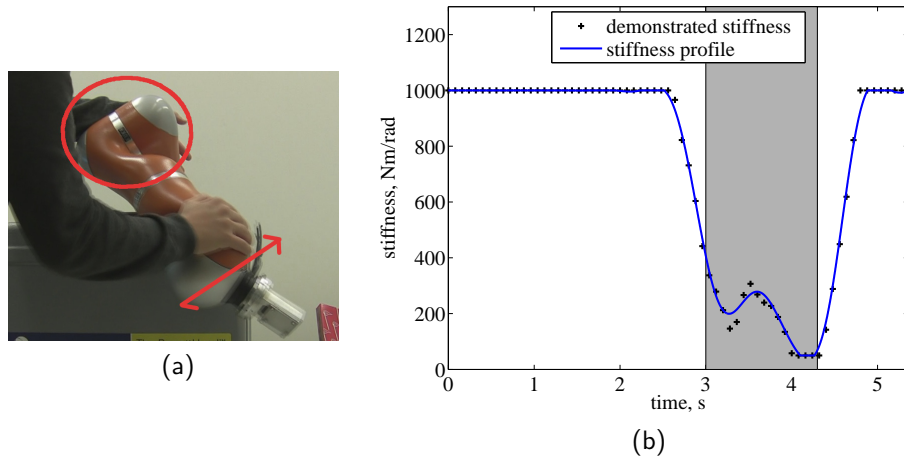 (a)
demonstrated stiffness
stiffness profile
stiffness, Nm/rad
1000
800
600
400
200
0
0 1 2 3 4 5
time, s
(b)